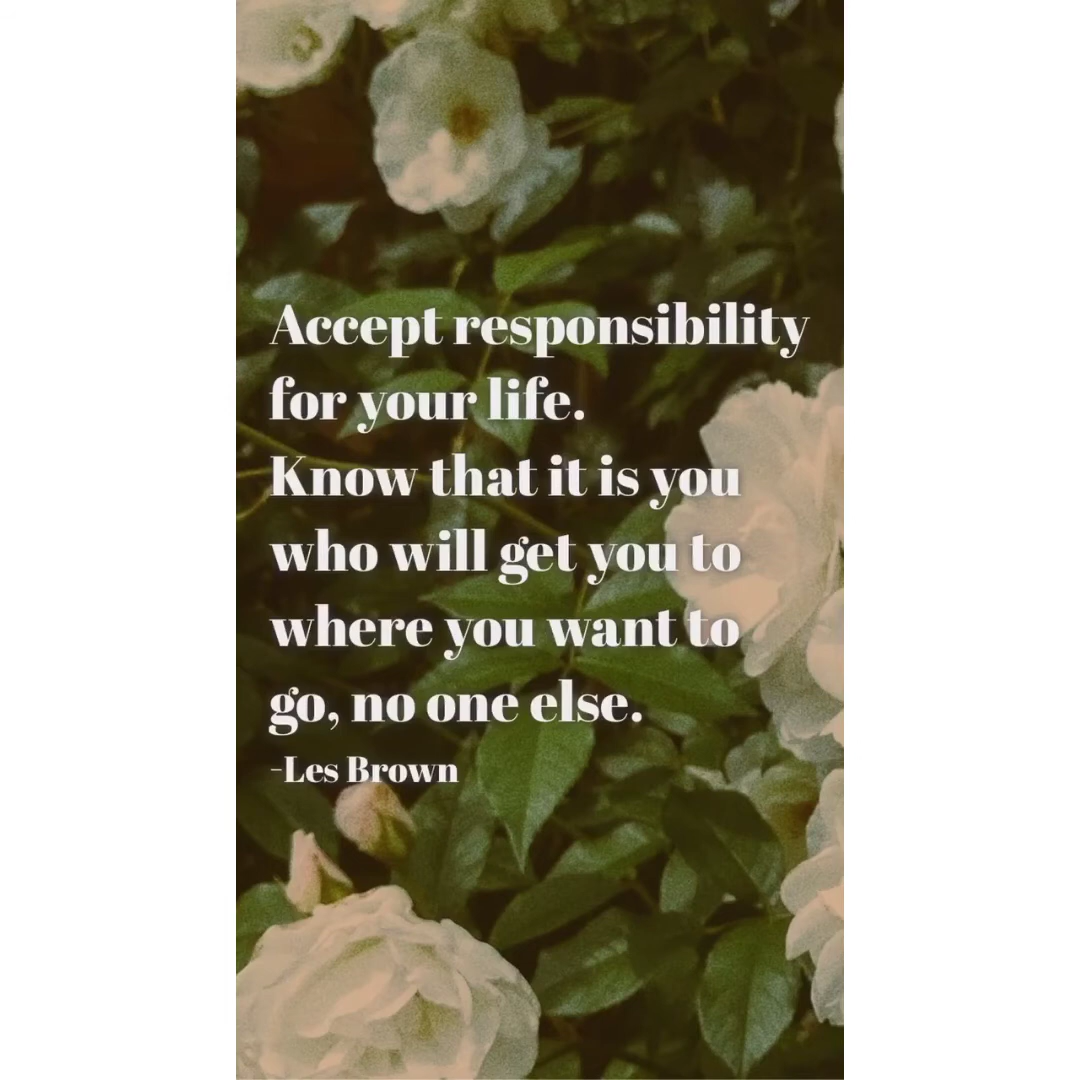 Accept responsibility
for your life.
Know that it is you
who will get you to
where you want to
go, no one else.
-Les Brown